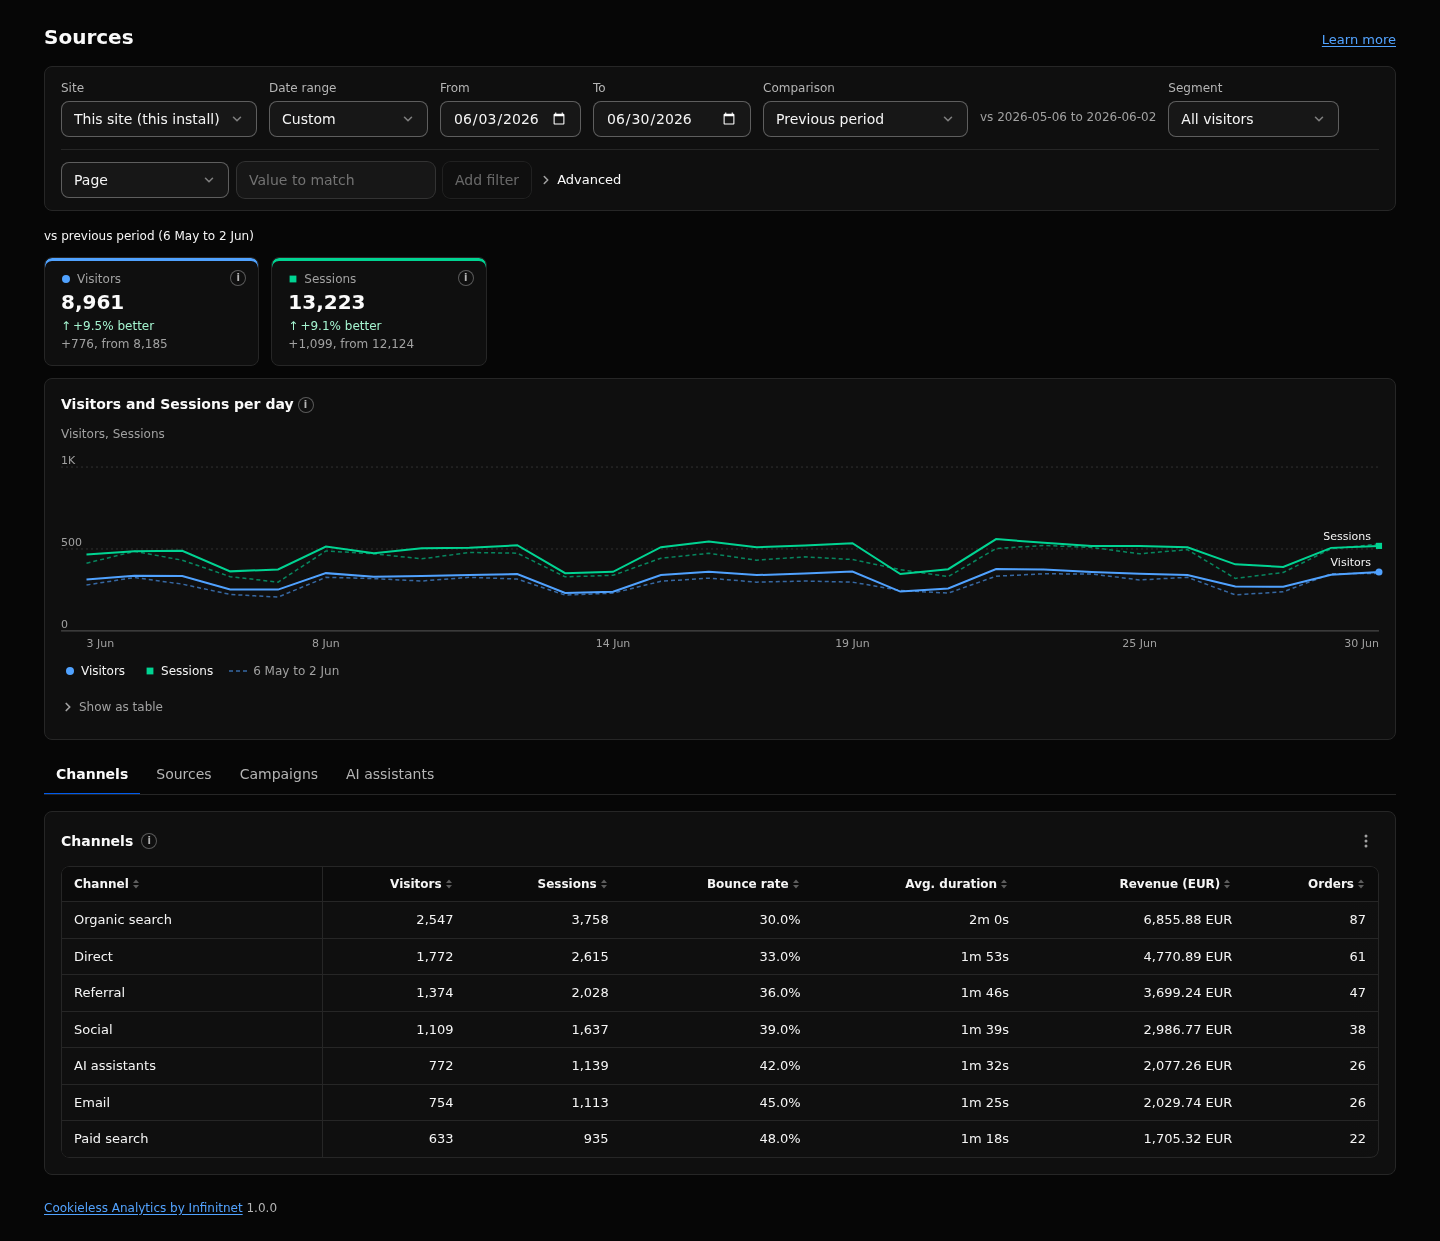 Sources
Learn more
Site Date range From To Comparison Segment
This site (this install) Custom 06/03/2026 06/30/2026 Previous period vs 2026-05-06 to 2026-06-02 All visitors
Page Value to match Add filter Advanced
vs previous period (6 May to 2 Jun)
Visitors
8,961
↑ +9.5% better
+776, from 8,185
Sessions
13,223
↑ +9.1% better
+1,099, from 12,124
Visitors and Sessions per day
Visitors, Sessions
1K
500
0
Sessions
Visitors
3 Jun 8 Jun 14 Jun 19 Jun 25 Jun 30 Jun
Visitors Sessions 6 May to 2 Jun
Show as table
Channels Sources Campaigns AI assistants
Channels
Channel Visitors Sessions Bounce rate Avg. duration Revenue (EUR) Orders
Organic search 2,547 3,758 30.0% 2m 0s 6,855.88 EUR 87
Direct 1,772 2,615 33.0% 1m 53s 4,770.89 EUR 61
Referral 1,374 2,028 36.0% 1m 46s 3,699.24 EUR 47
Social 1,109 1,637 39.0% 1m 39s 2,986.77 EUR 38
AI assistants 772 1,139 42.0% 1m 32s 2,077.26 EUR 26
Email 754 1,113 45.0% 1m 25s 2,029.74 EUR 26
Paid search 633 935 48.0% 1m 18s 1,705.32 EUR 22
Cookieless Analytics by Infinitnet 1.0.0